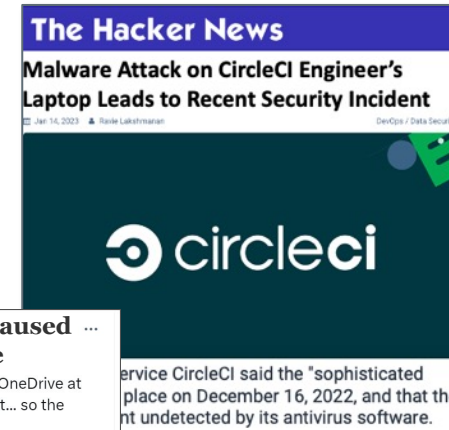 The Hacker News
Malware Attack on CircleCI Engineer's
Laptop Leads to Recent Security Incident
Jan 14, 2023 Ravie Lakshmanan DevOps / Data Securi
circleci
aused ...
e
OneDrive at
t... so the
ervice CircleCI said the "sophisticated
place on December 16, 2022, and that th
nt undetected by its antivirus software.